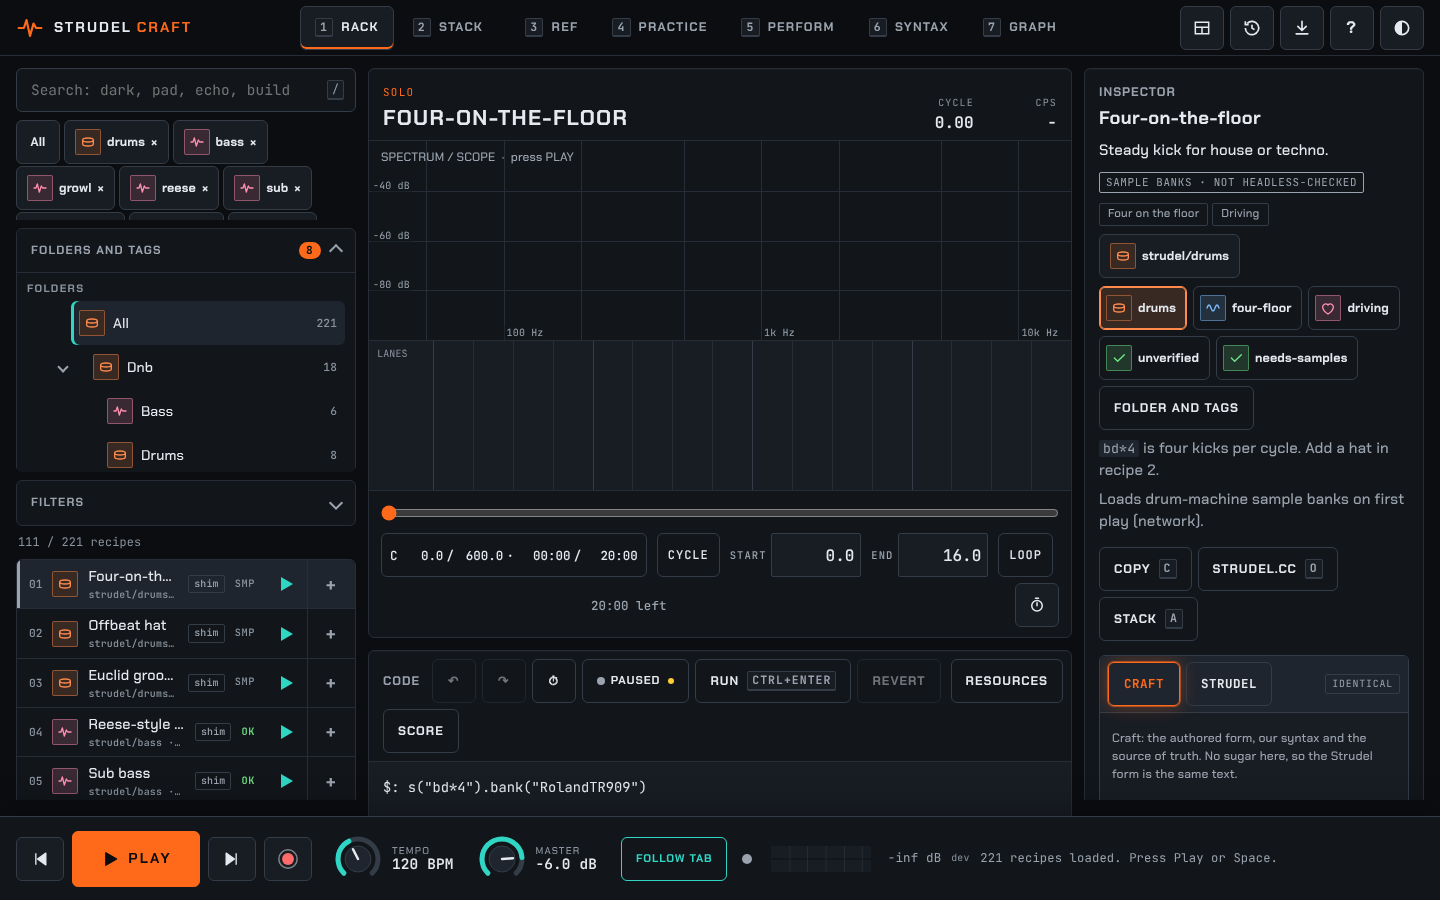 STRUDEL CRAFT
1 RACK
2 STACK
3 REF
4 PRACTICE
5 PERFORM
6 SYNTAX
7 GRAPH
?
Search: dark, pad, echo, build /
All
drums ×
bass ×
growl ×
reese ×
sub ×
FOLDERS AND TAGS 8
FOLDERS
All 221
Dnb 18
Bass 6
Drums 8
FILTERS
111 / 221 recipes
01 Four-on-th… shim SMP +
strudel/drums…
02 Offbeat hat shim SMP +
strudel/drums…
03 Euclid groo… shim SMP +
strudel/drums…
04 Reese-style … shim OK +
strudel/bass ·…
05 Sub bass shim OK +
strudel/bass ·…
SOLO
FOUR-ON-THE-FLOOR
CYCLE
0.00
CPS
-
SPECTRUM / SCOPE · press PLAY
-40 dB
-60 dB
-80 dB
100 Hz
1k Hz
10k Hz
LANES
C 0.0 / 600.0 · 00:00 / 20:00
CYCLE
START 0.0
END 16.0
LOOP
20:00 left
CODE
PAUSED
RUN CTRL+ENTER
REVERT
RESOURCES
SCORE
$: s("bd*4").bank("RolandTR909")
INSPECTOR
Four-on-the-floor
Steady kick for house or techno.
SAMPLE BANKS · NOT HEADLESS-CHECKED
Four on the floor
Driving
strudel/drums
drums
four-floor
driving
unverified
needs-samples
FOLDER AND TAGS
bd*4 is four kicks per cycle. Add a hat in
recipe 2.
Loads drum-machine sample banks on first
play (network).
COPY C
STRUDEL.CC O
STACK A
CRAFT
STRUDEL
IDENTICAL
Craft: the authored form, our syntax and the
source of truth. No sugar here, so the Strudel
form is the same text.
PLAY
TEMPO
120 BPM
MASTER
-6.0 dB
FOLLOW TAB
-inf dB
dev
221 recipes loaded. Press Play or Space.